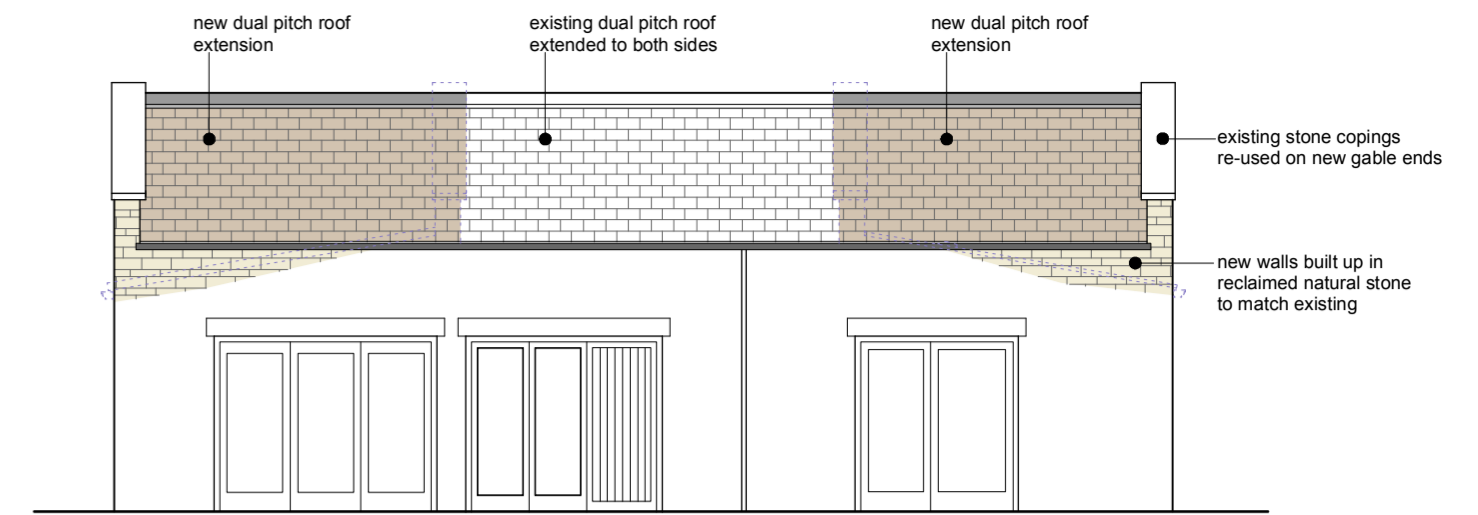 new dual pitch roof
extension
existing dual pitch roof
extended to both sides
new dual pitch roof
extension
existing stone copings
re-used on new gable ends
new walls built up in
reclaimed natural stone
to match existing